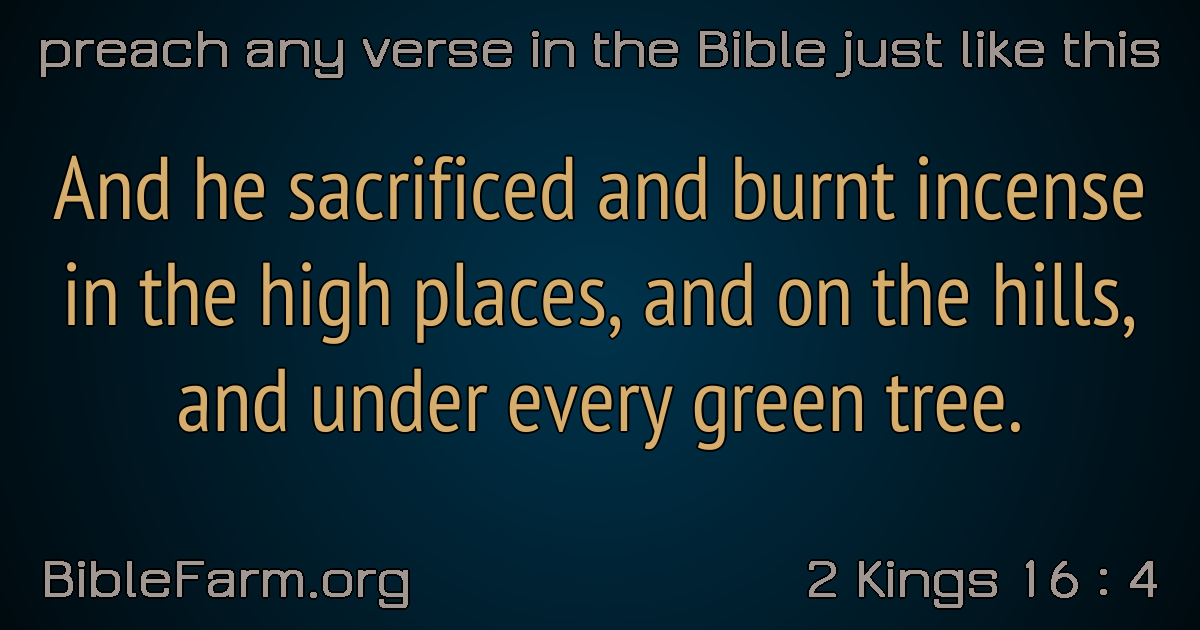 preach any verse in the Bible just like this
And he sacrificed and burnt incense
in the high places, and on the hills,
and under every green tree.
BibleFarm.org
2 Kings 16 : 4